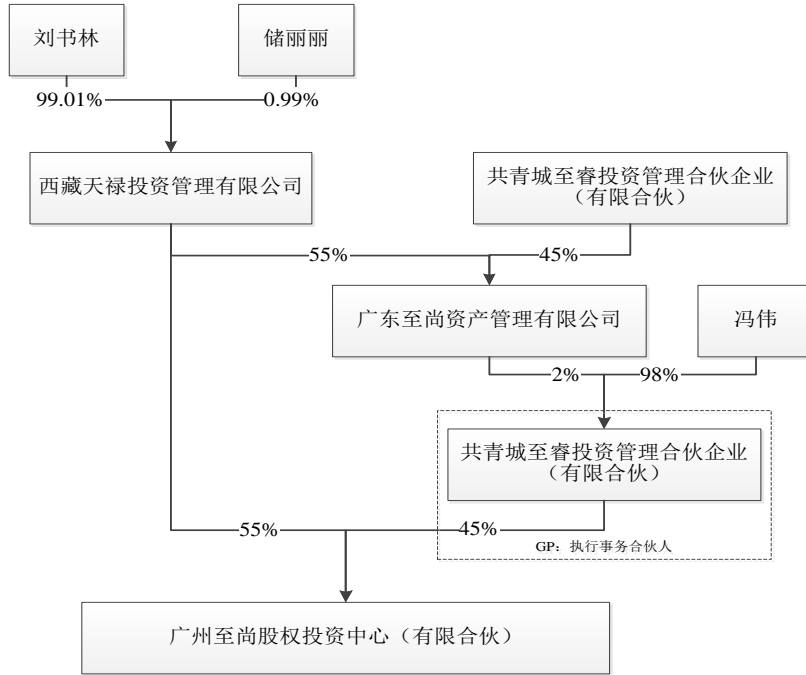 刘书林
储丽丽
99.01%
0.99%
西藏天禄投资管理有限公司
共青城至睿投资管理合伙企业
（有限合伙）
55%
45%
广东至尚资产管理有限公司
冯伟
2%
98%
共青城至睿投资管理合伙企业
（有限合伙）
55%
45%
GP：执行事务合伙人
广州至尚股权投资中心（有限合伙）